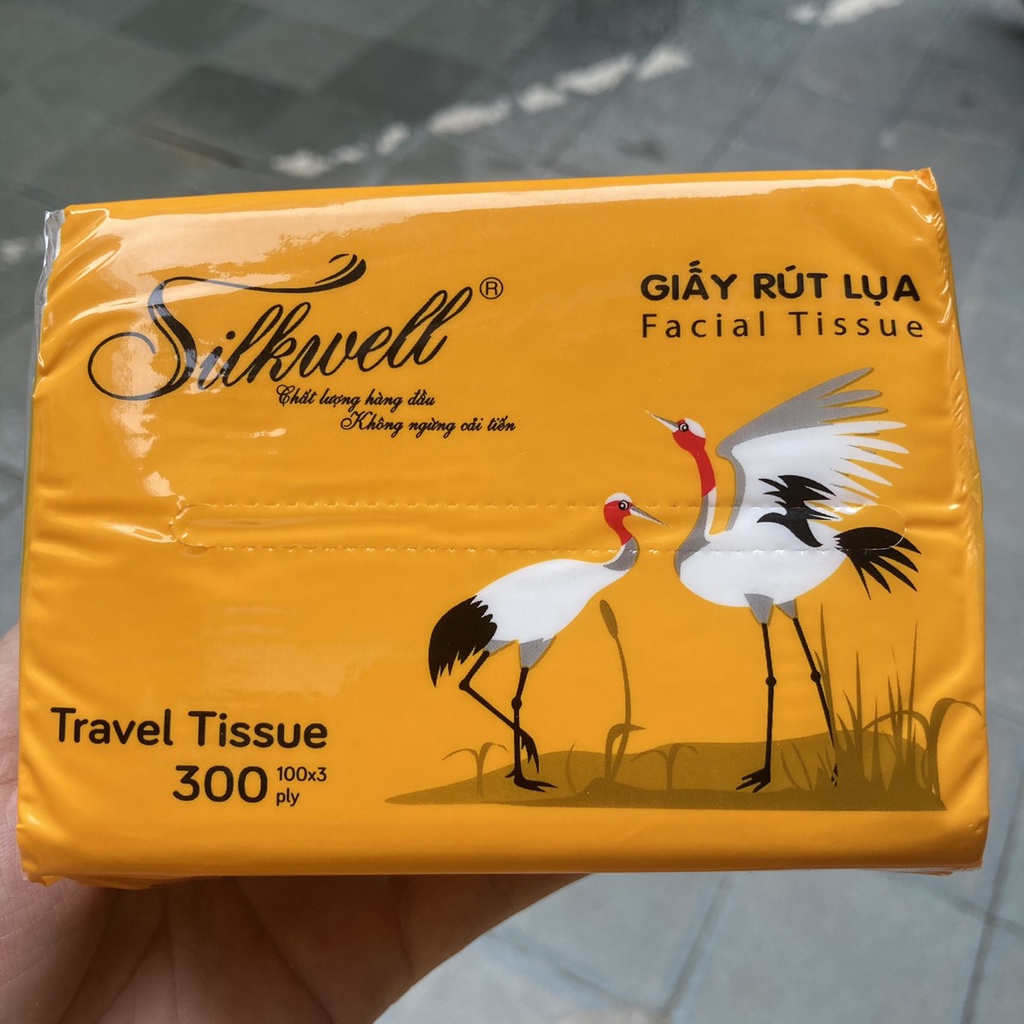 Silkwell®
Chất lượng hàng đầu
Không ngừng cải tiến
GIẤY RÚT LỤA
Facial Tissue
Travel Tissue
300 100x3
ply